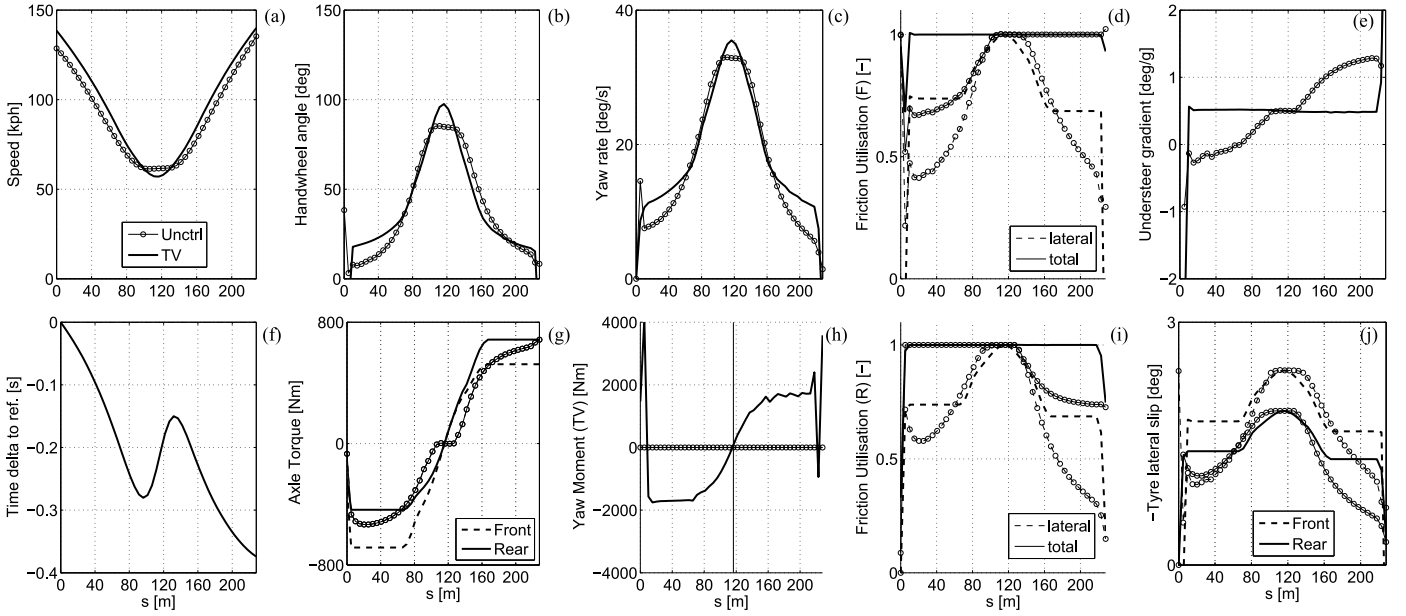 (a)
Speed [kph]
150
100
50
0
0 40 80 120 160 200
Unctrl
TV
(b)
Handwheel angle [deg]
150
100
50
0
0 40 80 120 160 200
(c)
Yaw rate [deg/s]
40
20
0
0 40 80 120 160 200
(d)
Friction Utilisation (F) [−]
1
0.5
0
0 40 80 120 160 200
lateral
total
(e)
Understeer gradient [deg/g]
2
1
0
−1
−2
0 40 80 120 160 200
(f)
Time delta to ref. [s]
0
−0.1
−0.2
−0.3
−0.4
0 40 80 120 160 200
s [m]
(g)
Axle Torque [Nm]
800
0
−800
0 40 80 120 160 200
s [m]
Front
Rear
(h)
Yaw Moment (TV) [Nm]
4000
2000
0
−2000
−4000
0 40 80 120 160 200
s [m]
(i)
Friction Utilisation (R) [−]
1
0.5
0
0 40 80 120 160 200
s [m]
lateral
total
(j)
−Tyre lateral slip [deg]
3
0
0 40 80 120 160 200
s [m]
Front
Rear